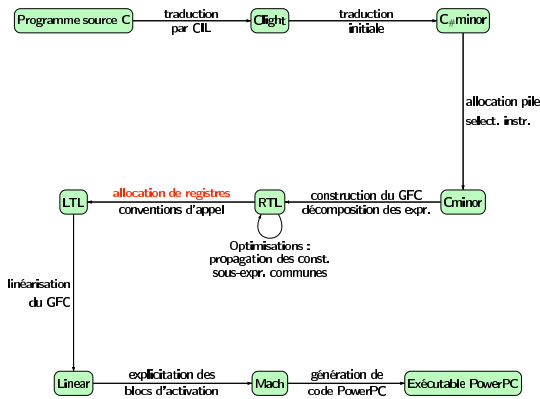 Programme source C
traduction
par CIL
Clight
traduction
initiale
C#minor
allocation pile
select. instr.
LTL
allocation de registres
conventions d'appel
RTL
construction du GFC
décomposition des expr.
Cminor
Optimisations :
propagation des const.
sous-expr. communes
linéarisation
du GFC
Linear
explicitation des
blocs d'activation
Mach
génération de
code PowerPC
Exécutable PowerPC